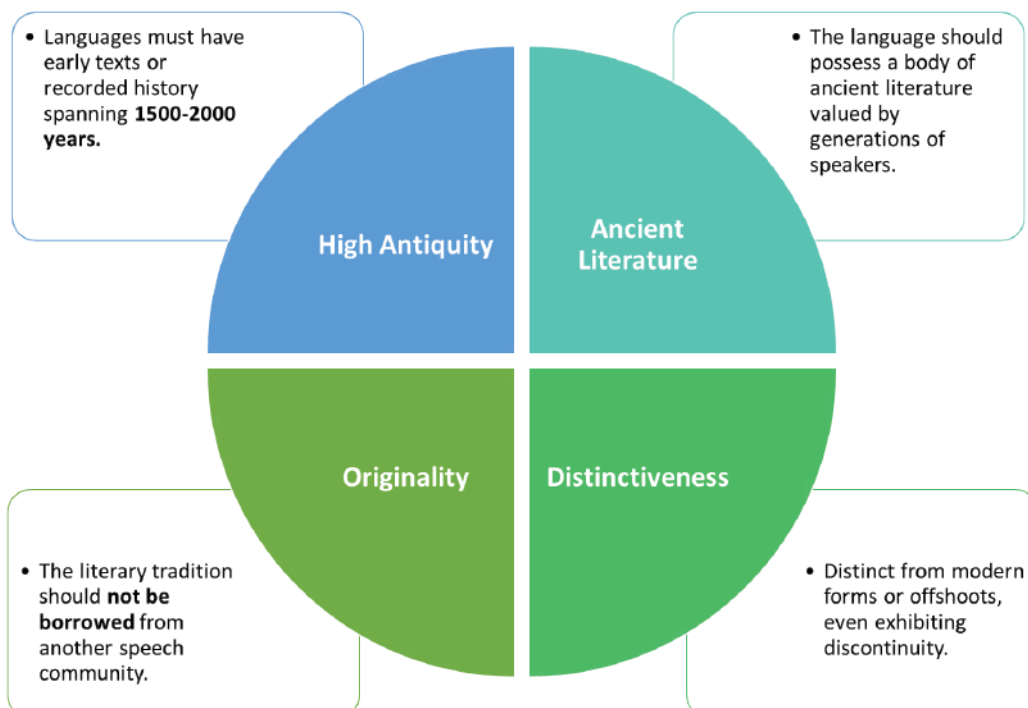 • Languages must have
early texts or
recorded history
spanning 1500-2000
years.
• The language should
possess a body of
ancient literature
valued by
generations of
speakers.
High Antiquity
Ancient
Literature
Originality
Distinctiveness
• The literary tradition
should not be
borrowed from
another speech
community.
• Distinct from modern
forms or offshoots,
even exhibiting
discontinuity.